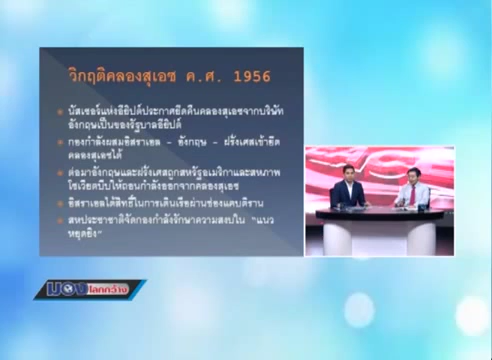 วิกฤติคลองสุเอซ ค.ศ. 1956
นัสเซอร์แห่งอียิปต์ประกาศยึดคืนคลองสุเอซจากบริษัท
อังกฤษเป็นของรัฐบาลอียิปต์
กองกำลังผสมอิสราเอล - อังกฤษ - ฝรั่งเศสเข้ายึด
คลองสุเอซได้
ต่อมาอังกฤษและฝรั่งเศสถูกสหรัฐอเมริกาและสหภาพ
โซเวียตบีบให้ถอนกำลังออกจากคลองสุเอซ
อิสราเอลได้สิทธิ์ในการเดินเรือผ่านช่องแคบติราน
สหประชาชาติจัดกองกำลังรักษาความสงบใน "แนว
หยุดยิง"
มองโลกกว้าง